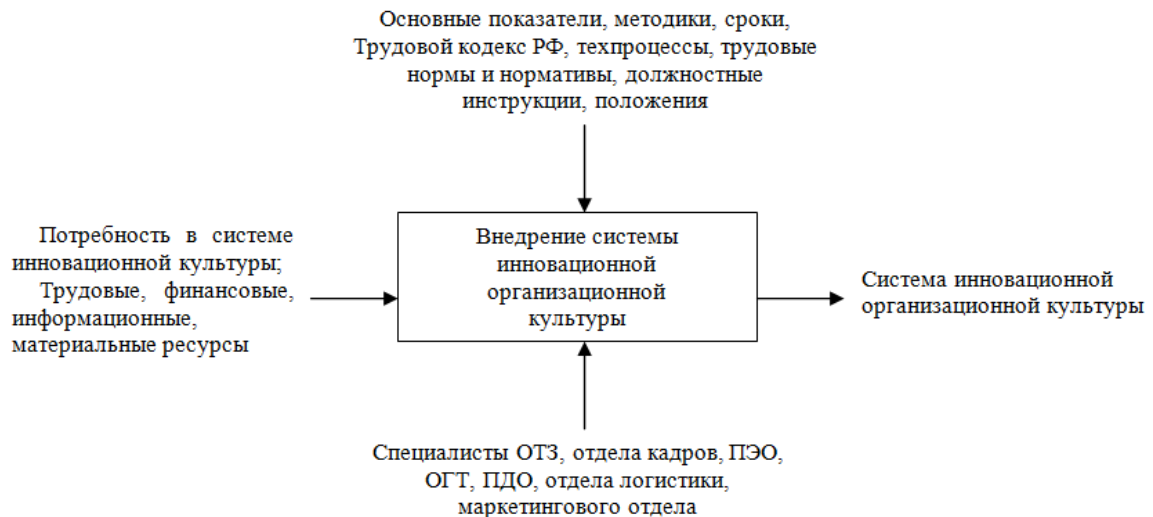 Основные показатели, методики, сроки,
Трудовой кодекс РФ, техпроцессы, трудовые
нормы и нормативы, должностные
инструкции, положения
Потребность в системе
инновационной культуры;
Трудовые, финансовые,
информационные,
материальные ресурсы
Внедрение системы
инновационной
организационной
культуры
Система инновационной
организационной культуры
Специалисты ОТЗ, отдела кадров, ПЭО,
ОГТ, ПДО, отдела логистики,
маркетингового отдела